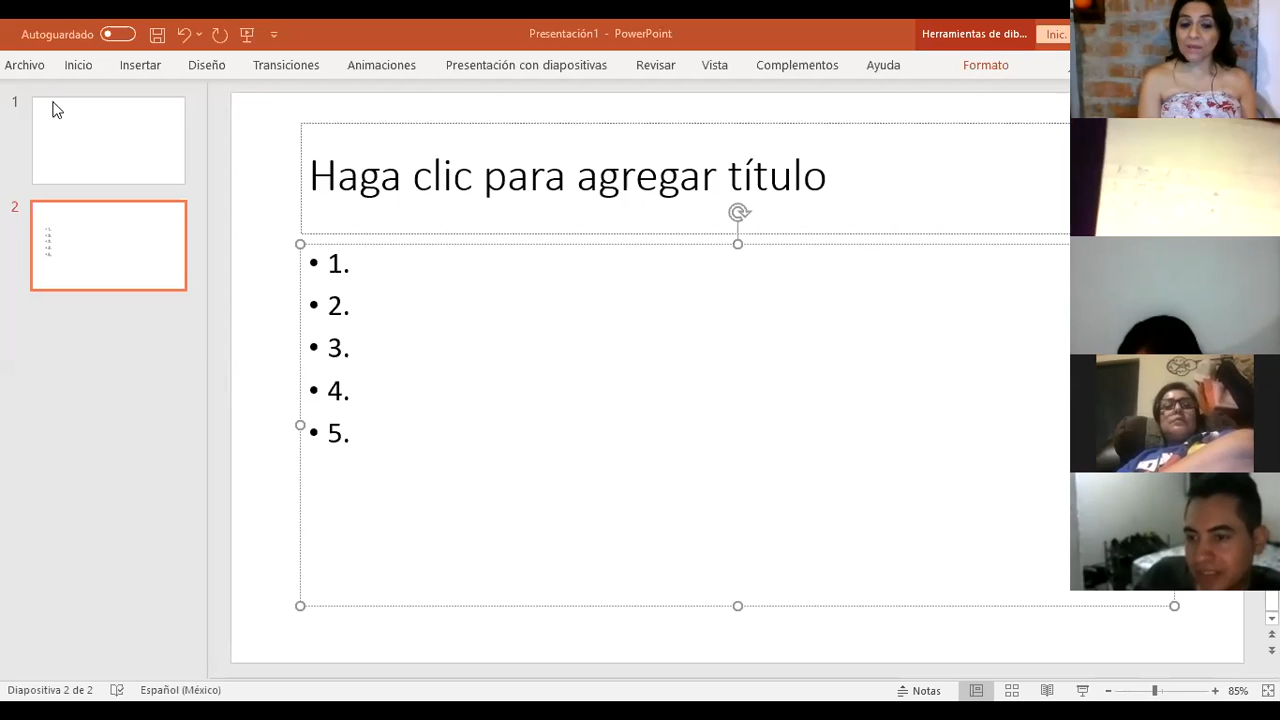 Autoguardado
Presentación1 - PowerPoint
Herramientas de dib...
Inic.
Archivo Inicio Insertar Diseño Transiciones Animaciones Presentación con diapositivas Revisar Vista Complementos Ayuda Formato
1
2
Haga clic para agregar título
• 1.
• 2.
• 3.
• 4.
• 5.
Diapositiva 2 de 2
Español (México)
Notas
85%